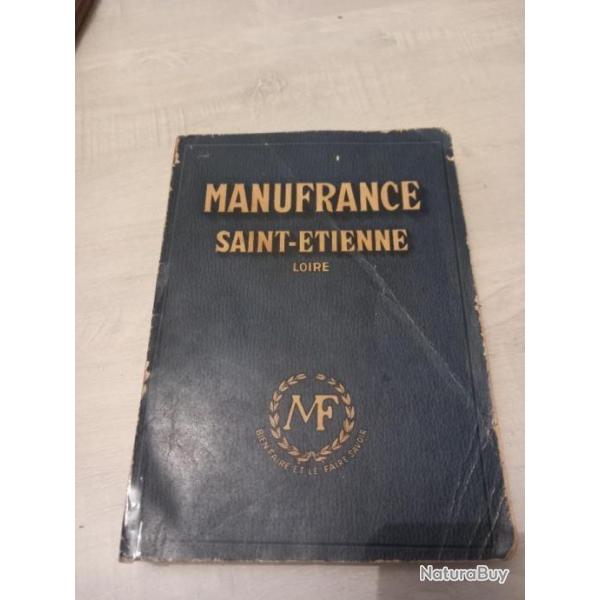 MANUFRANCE
SAINT-ETIENNE
LOIRE
MF
BIEN FAIRE ET LE FAIRE SAVOIR
NaturaBuy